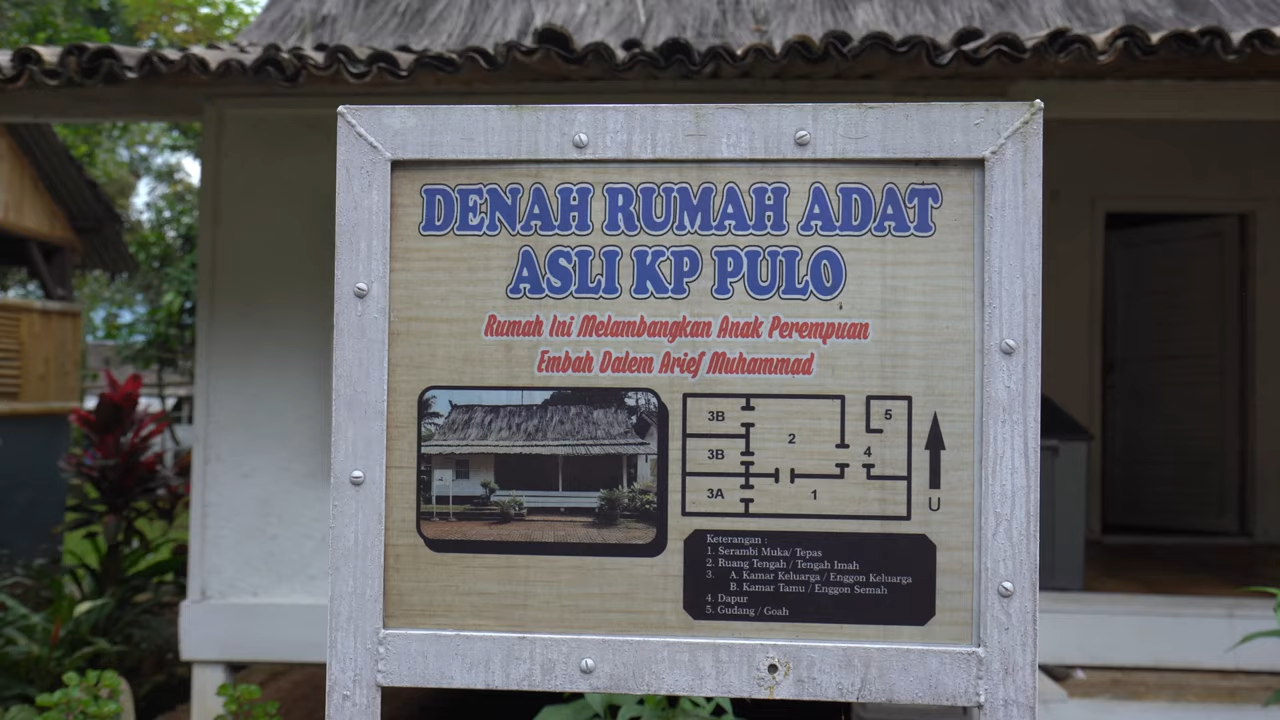 DENAH RUMAH ADAT
ASLI KP PULO
Rumah Ini Melambangkan Anak Perempuan
Embah Dalem Arief Muhammad
3B
2
5
3B
4
3A
1
U
Keterangan :
1. Serambi Muka/ Tepas
2. Ruang Tengah / Tengah Imah
3. A. Kamar Keluarga / Enggon Keluarga
B. Kamar Tamu / Enggon Semah
4. Dapur
5. Gudang / Goah